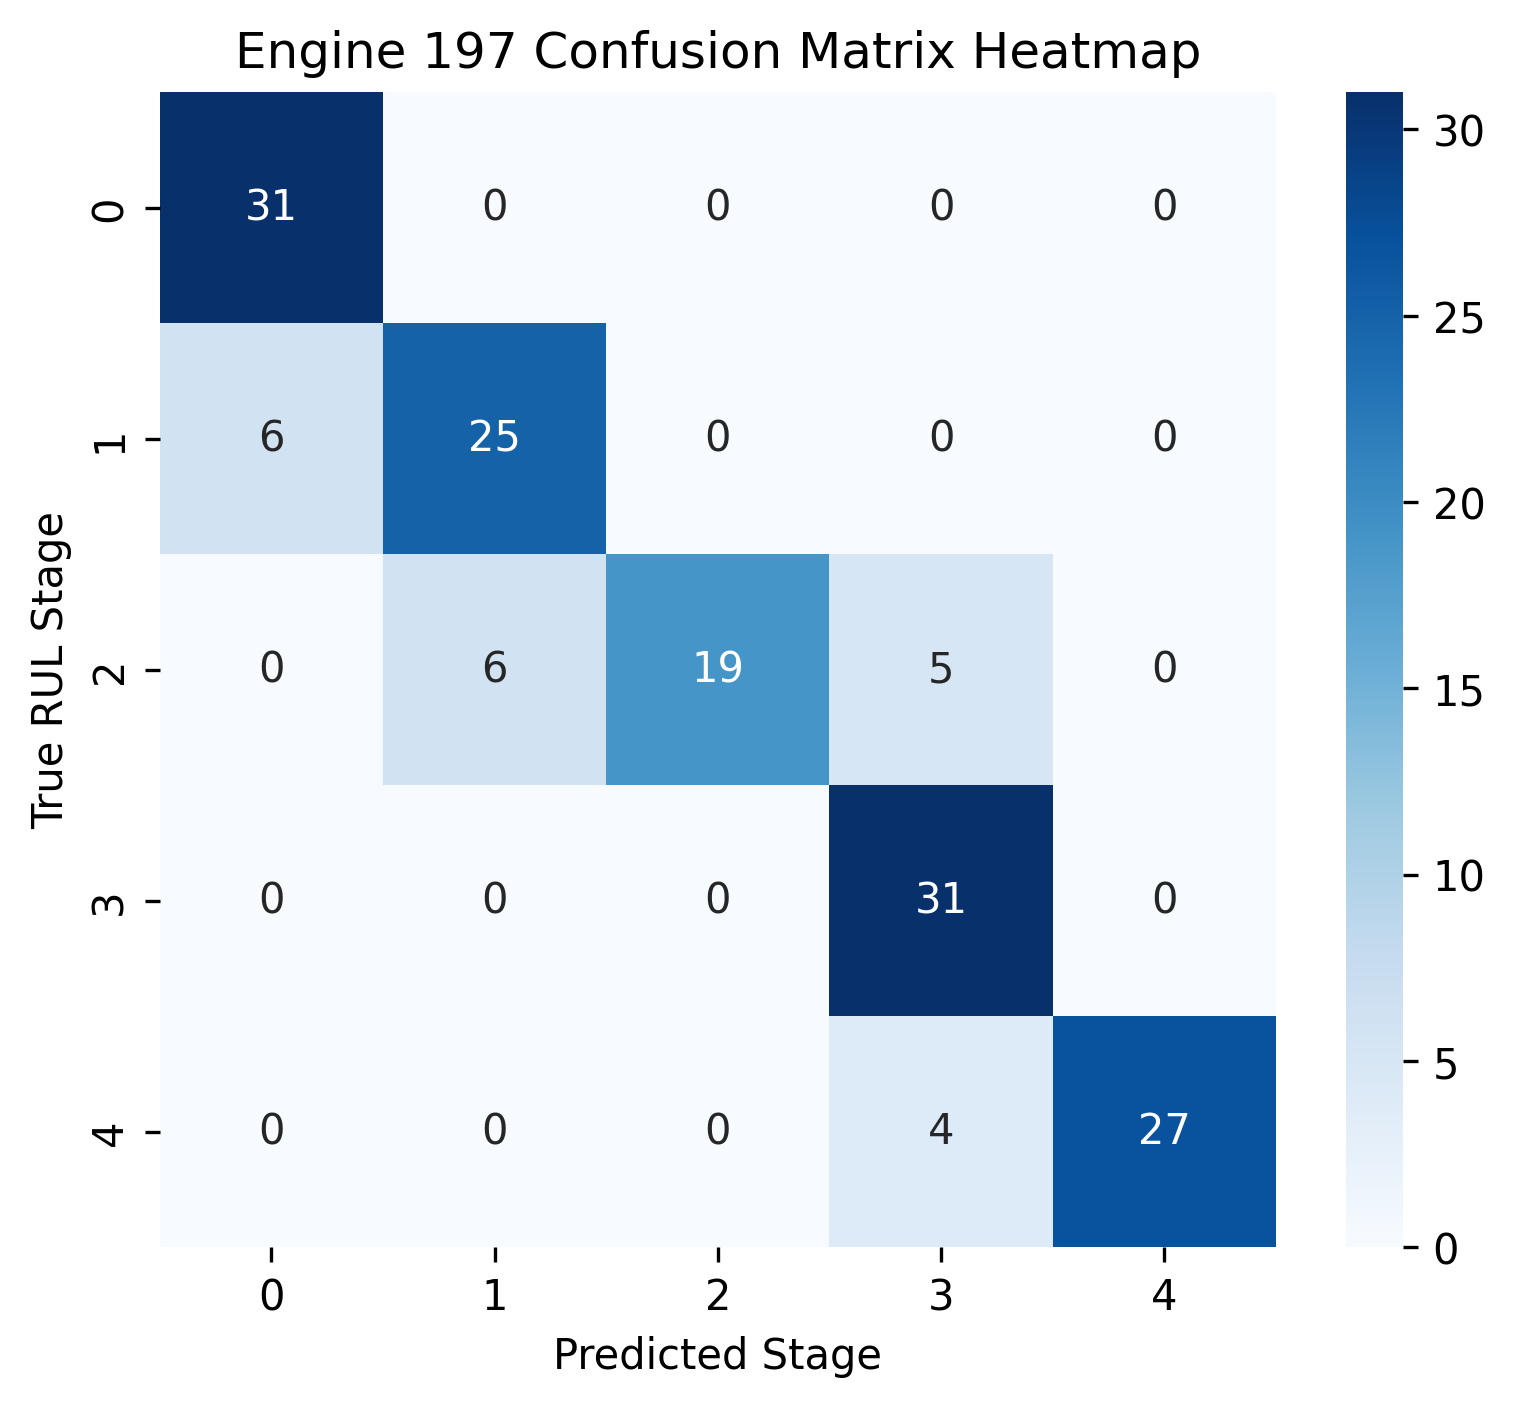 Engine 197 Confusion Matrix Heatmap
0 31 0 0 0 0
1 6 25 0 0 0
2 0 6 19 5 0
3 0 0 0 31 0
4 0 0 0 4 27
0 1 2 3 4
Predicted Stage
True RUL Stage
30
25
20
15
10
5
0